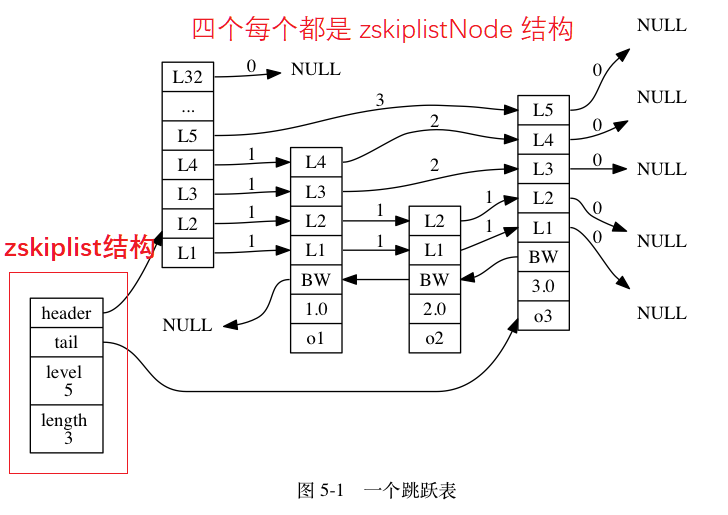 四个每个都是 zskiplistNode 结构
NULL
L32
0
NULL
...
L5
3
L5
0
NULL
L4
1
L4
2
L4
0
L3
1
L3
2
L3
0
NULL
L2
1
L2
1
L2
1
L2
0
NULL
L1
1
L1
1
L1
1
L1
0
NULL
BW
BW
BW
1.0
2.0
3.0
o1
o2
o3
NULL
zskiplist结构
header
tail
level
5
length
3
图 5-1 一个跳跃表